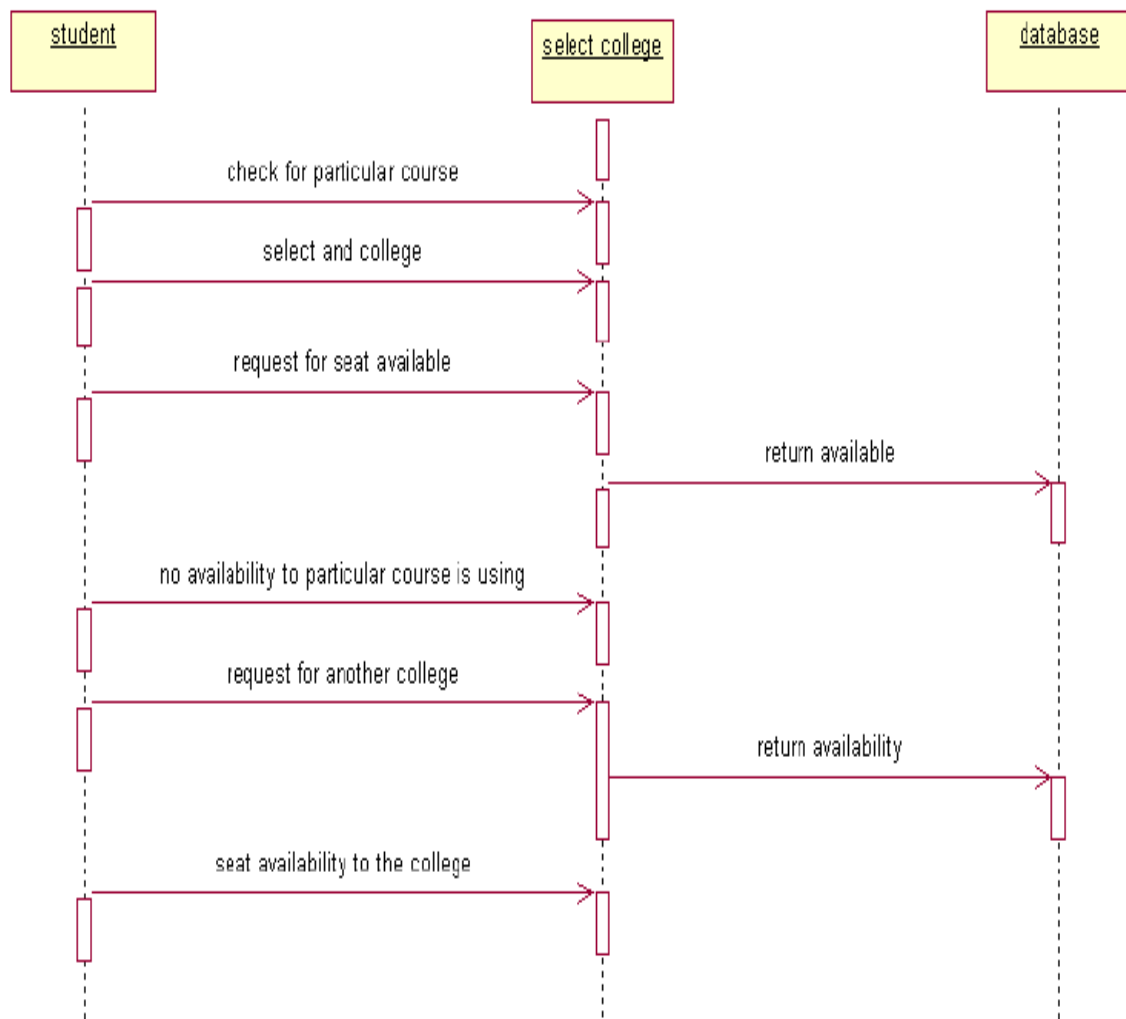 student
select college
database
check for particular course
select and college
request for seat available
return available
no availability to particular course is using
request for another college
return availability
seat availability to the college